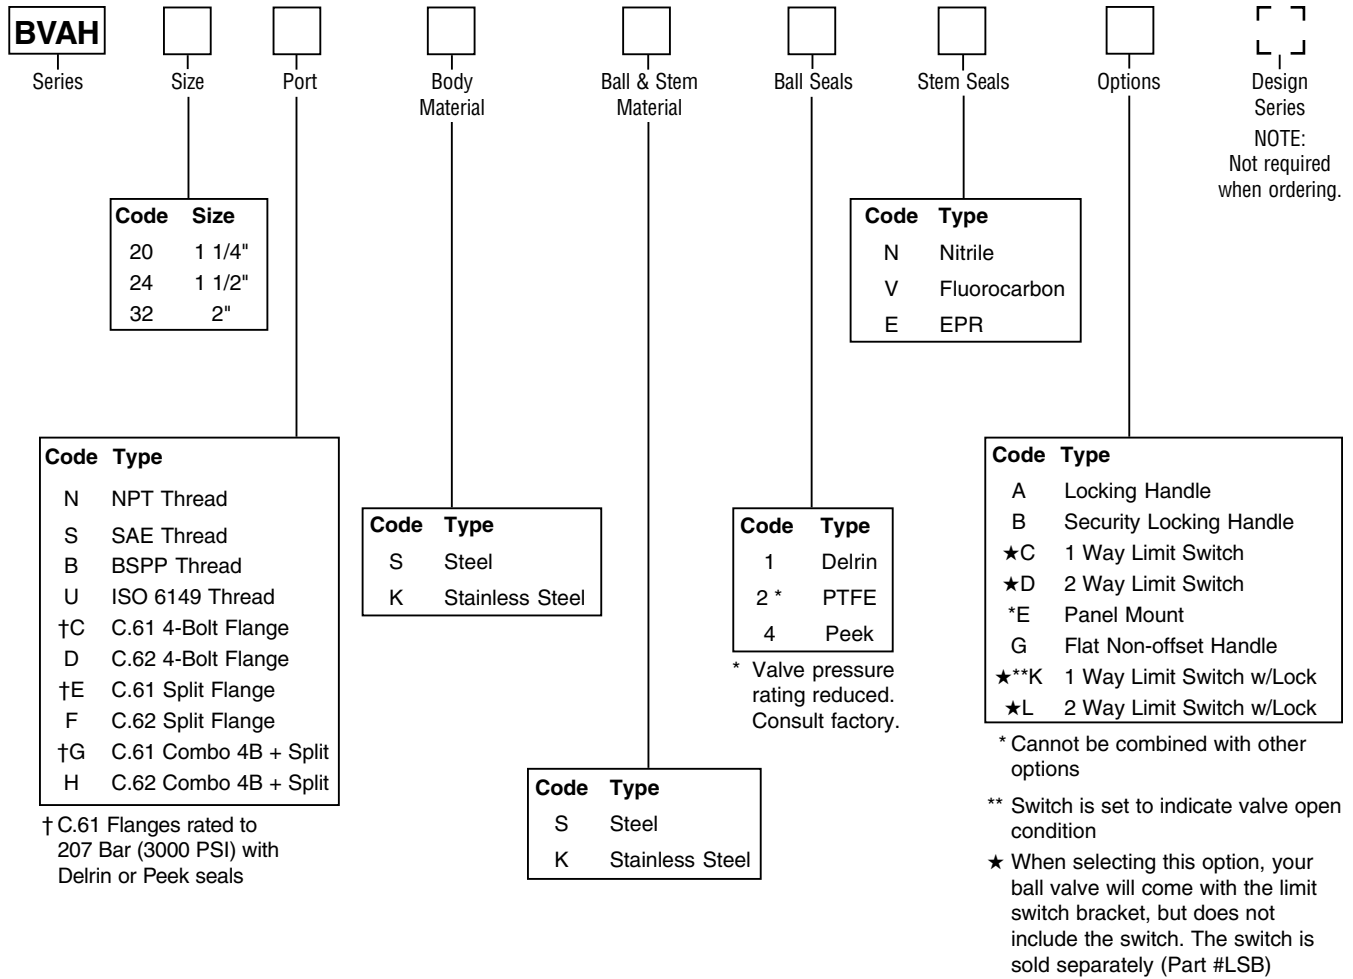 BVAH
Series
Size
Port
Body
Material
Ball & Stem
Material
Ball Seals
Stem Seals
Options
Design
Series
NOTE:
Not required
when ordering.
Code Size
20 1 1/4"
24 1 1/2"
32 2"
Code Type
N Nitrile
V Fluorocarbon
E EPR
Code Type
N NPT Thread
S SAE Thread
B BSPP Thread
U ISO 6149 Thread
†C C.61 4-Bolt Flange
D C.62 4-Bolt Flange
†E C.61 Split Flange
F C.62 Split Flange
†G C.61 Combo 4B + Split
H C.62 Combo 4B + Split
† C.61 Flanges rated to
207 Bar (3000 PSI) with
Delrin or Peek seals
Code Type
S Steel
K Stainless Steel
Code Type
S Steel
K Stainless Steel
Code Type
1 Delrin
2 * PTFE
4 Peek
* Valve pressure
rating reduced.
Consult factory.
Code Type
A Locking Handle
B Security Locking Handle
★C 1 Way Limit Switch
★D 2 Way Limit Switch
*E Panel Mount
G Flat Non-offset Handle
★**K 1 Way Limit Switch w/Lock
★L 2 Way Limit Switch w/Lock
* Cannot be combined with other
options
** Switch is set to indicate valve open
condition
★ When selecting this option, your
ball valve will come with the limit
switch bracket, but does not
include the switch. The switch is
sold separately (Part #LSB)